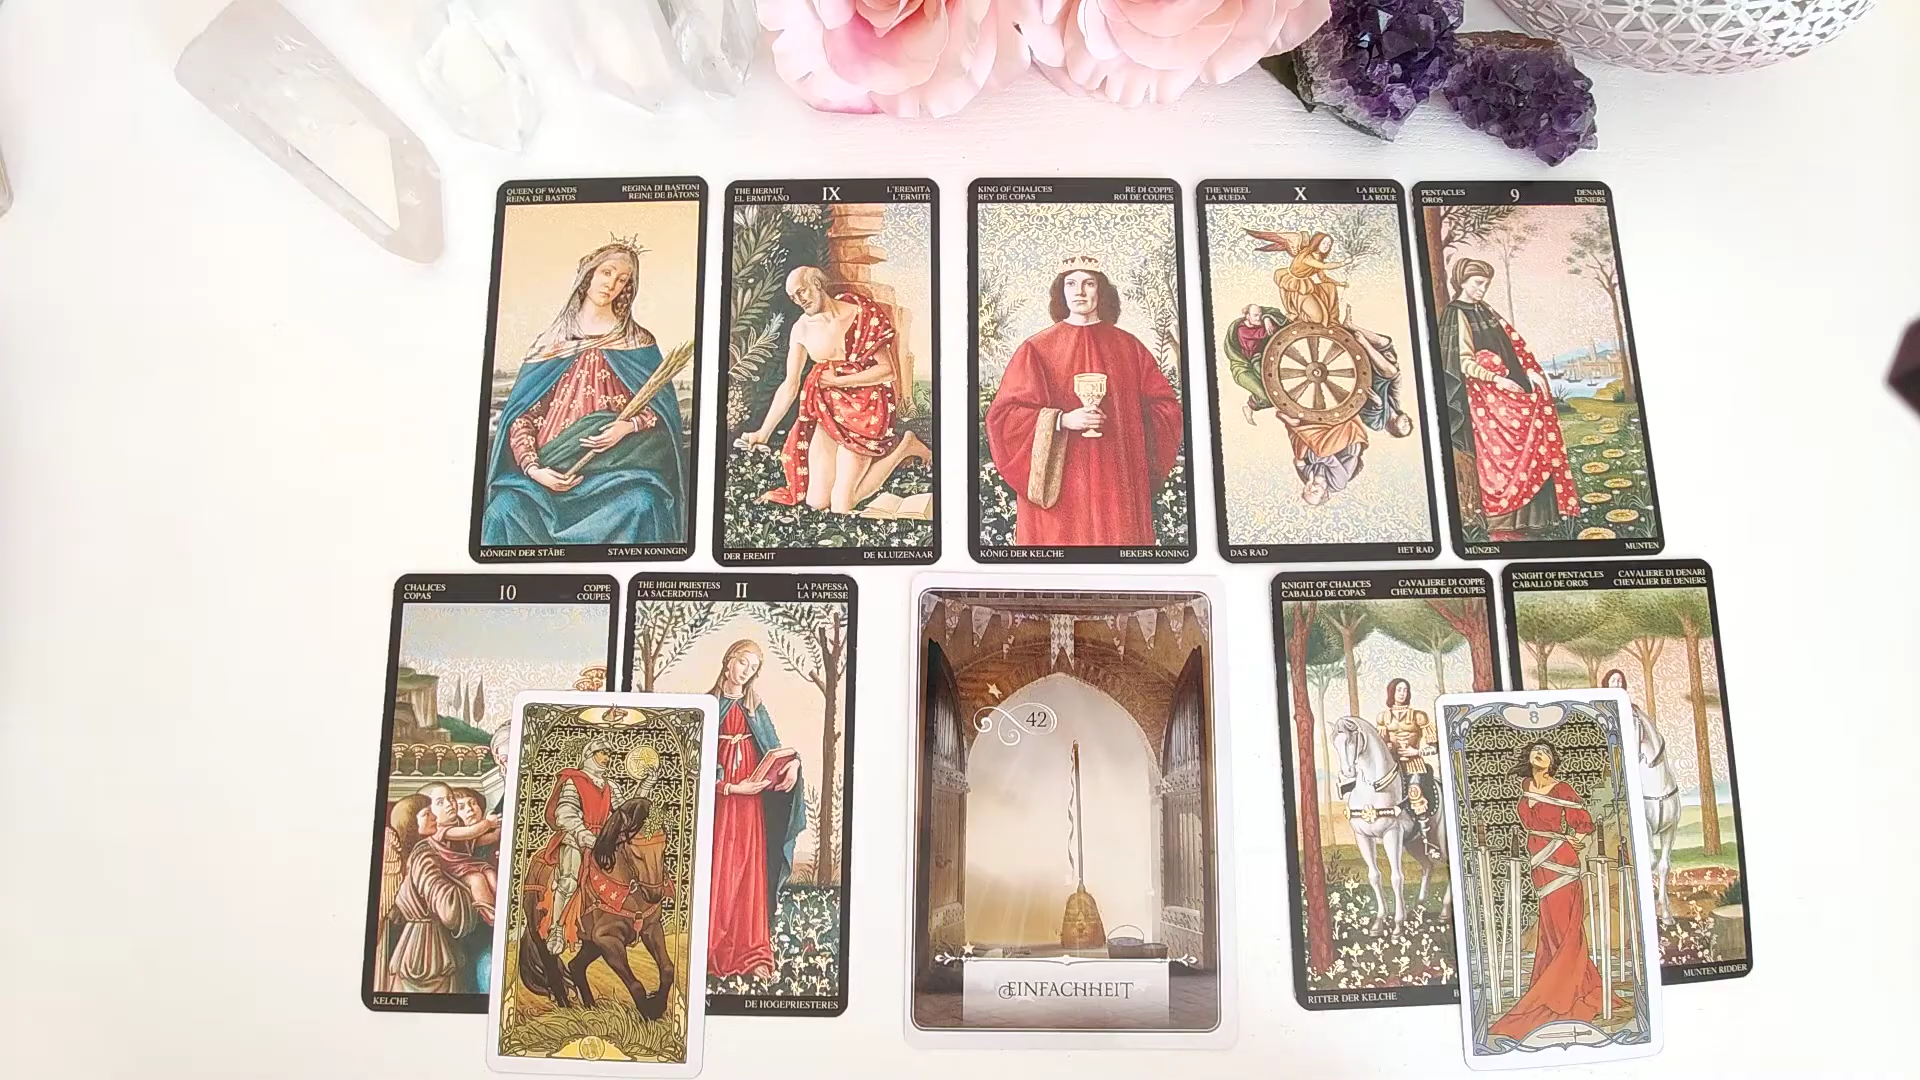 QUEEN OF WANDS REGINA DI BASTONI
REINA DE BASTOS REINE DE BÂTONS
KÖNIGIN DER STÄBE STAVEN KONINGIN
THE HERMIT IX L'EREMITA
EL ERMITAÑO L'ERMITE
DER EREMIT DE KLUIZENAAR
KING OF CHALICES RE DI COPPE
REY DE COPAS ROI DE COUPES
KÖNIG DER KELCHE BEKERS KONING
THE WHEEL X LA RUOTA
LA RUEDA LA ROUE
DAS RAD HET RAD
PENTACLES 9 DENARI
OROS DENIERS
MÜNZEN MUNTEN
CHALICES 10 COPPE
COPAS COUPES
KELCHE
THE HIGH PRIESTESS II LA PAPESSA
LA SACERDOTISA LA PAPESSE
DE HOGEPRIESTERES
42
EINFACHHEIT
KNIGHT OF CHALICES CAVALIERE DI COPPE
CABALLO DE COPAS CHEVALIER DE COUPES
RITTER DER KELCHE
KNIGHT OF PENTACLES CAVALIERE DI DENARI
CABALLO DE OROS CHEVALIER DE DENIERS
MUNTEN RIDDER
8